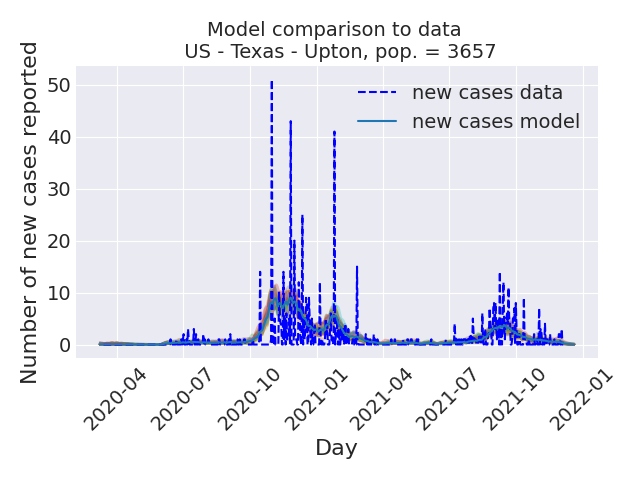 Model comparison to data
US - Texas - Upton, pop. = 3657
Number of new cases reported
50
40
30
20
10
0
new cases data
new cases model
2020-04
2020-07
2020-10
2021-01
2021-04
2021-07
2021-10
2022-01
Day